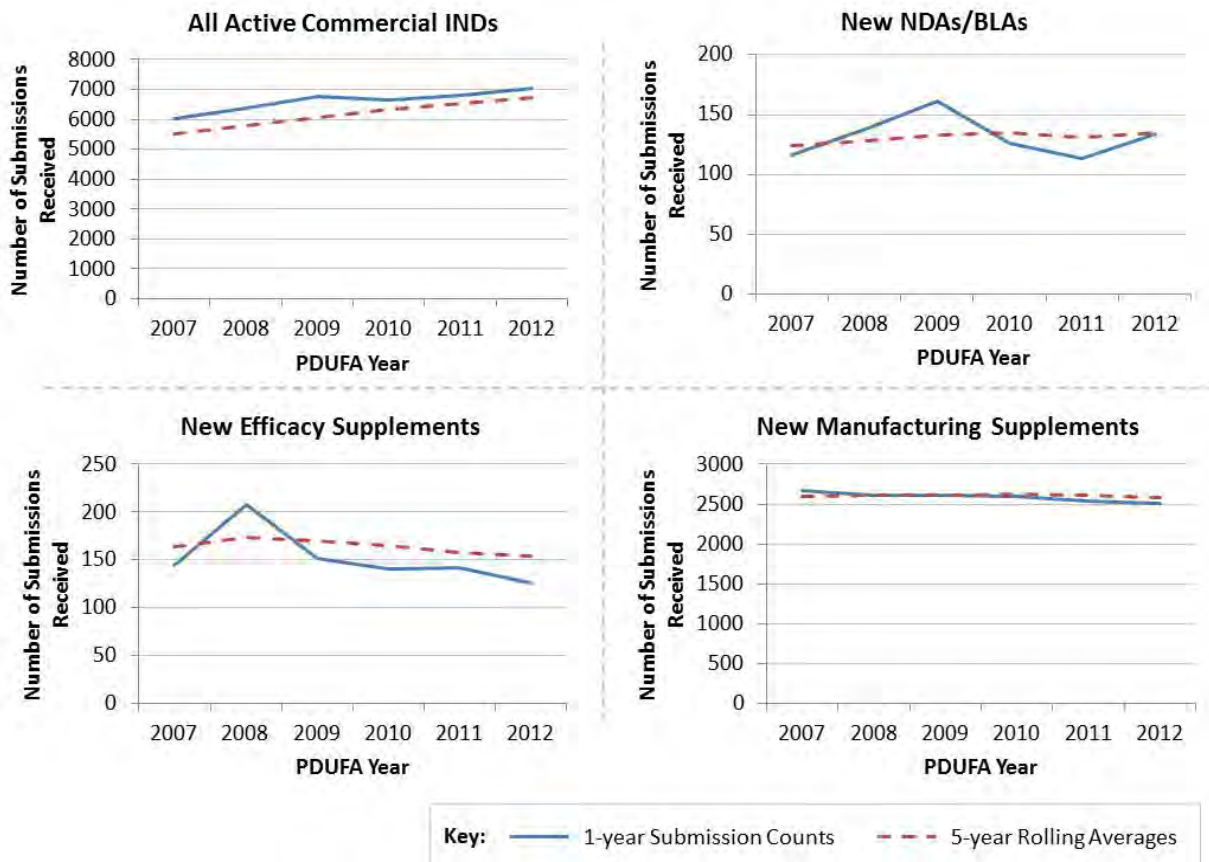 All Active Commercial INDs
Number of Submissions
Received
8000
7000
6000
5000
4000
3000
2000
1000
0
2007 2008 2009 2010 2011 2012
PDUFA Year
New NDAs/BLAs
Number of Submissions
Received
200
150
100
50
0
2007 2008 2009 2010 2011 2012
PDUFA Year
New Efficacy Supplements
Number of Submissions
Received
250
200
150
100
50
0
2007 2008 2009 2010 2011 2012
PDUFA Year
New Manufacturing Supplements
Number of Submissions
Received
3000
2500
2000
1500
1000
500
0
2007 2008 2009 2010 2011 2012
PDUFA Year
Key: 1-year Submission Counts 5-year Rolling Averages